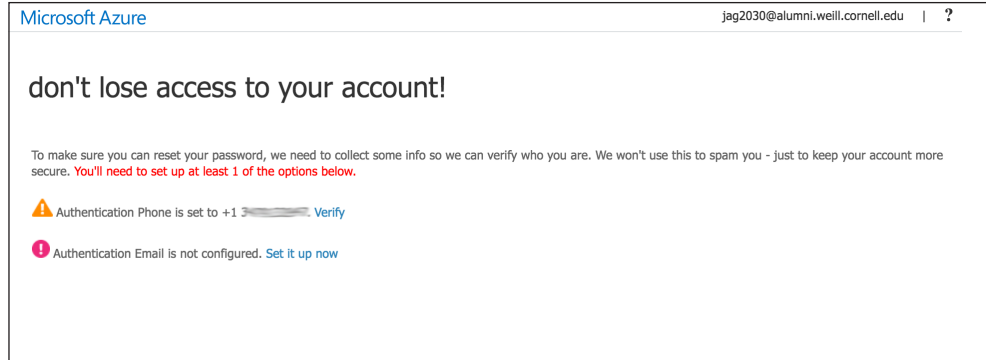 Microsoft Azure jag2030@alumni.weill.cornell.edu | ?
don't lose access to your account!
To make sure you can reset your password, we need to collect some info so we can verify who you are. We won't use this to spam you - just to keep your account more
secure. You'll need to set up at least 1 of the options below.
! Authentication Phone is set to +1 3 Verify
! Authentication Email is not configured. Set it up now